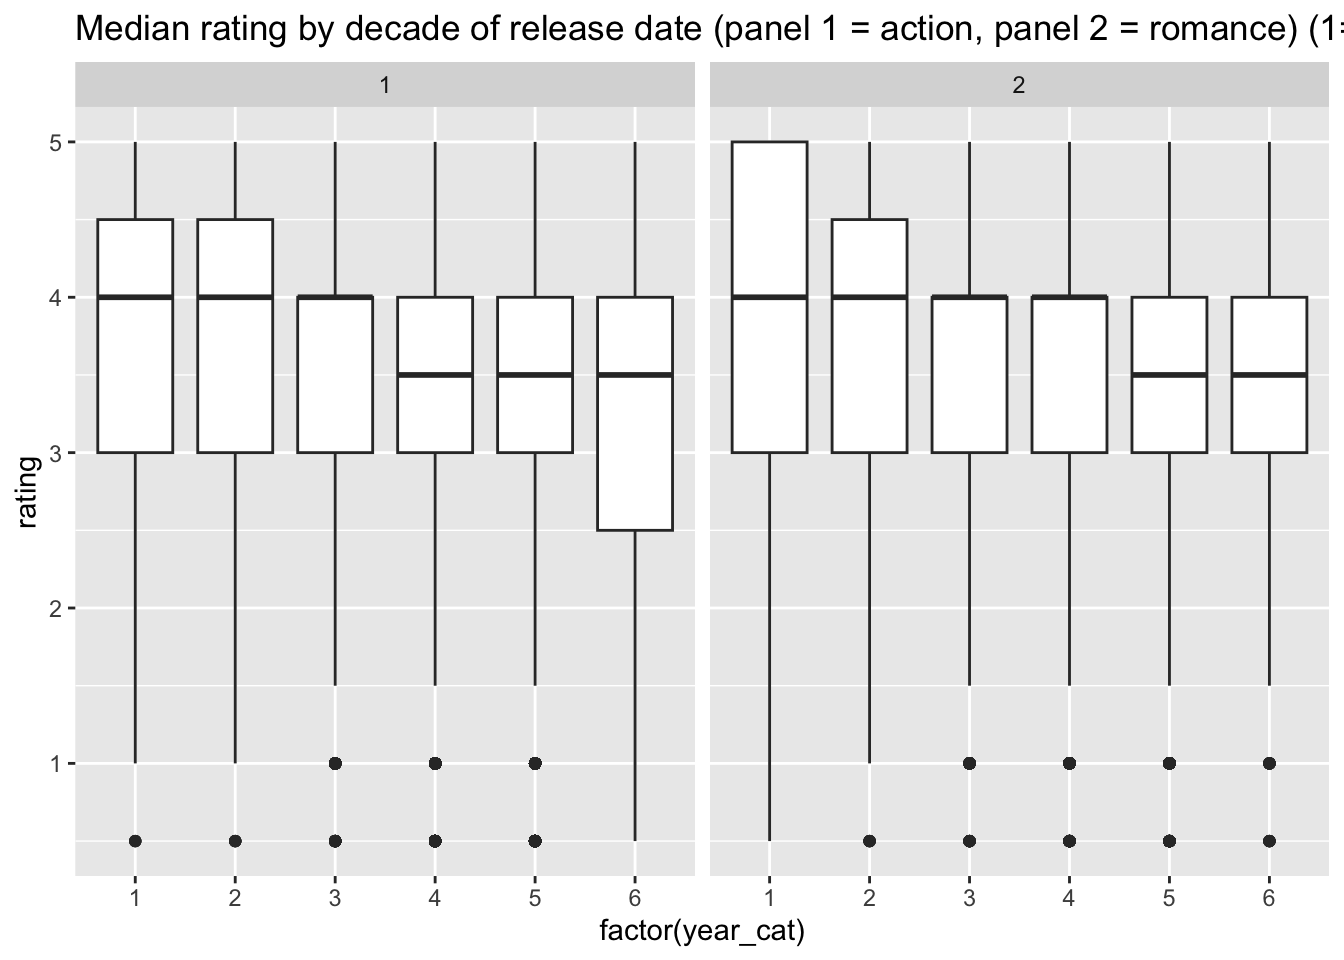 Median rating by decade of release date (panel 1 = action, panel 2 = romance) (1=
1 2
rating
5
4
3
2
1
1 2 3 4 5 6 1 2 3 4 5 6
factor(year_cat)